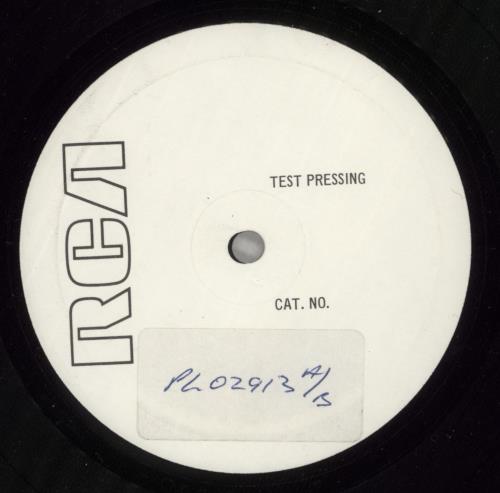 RCA
TEST PRESSING
CAT. NO.
PL02913 A/B